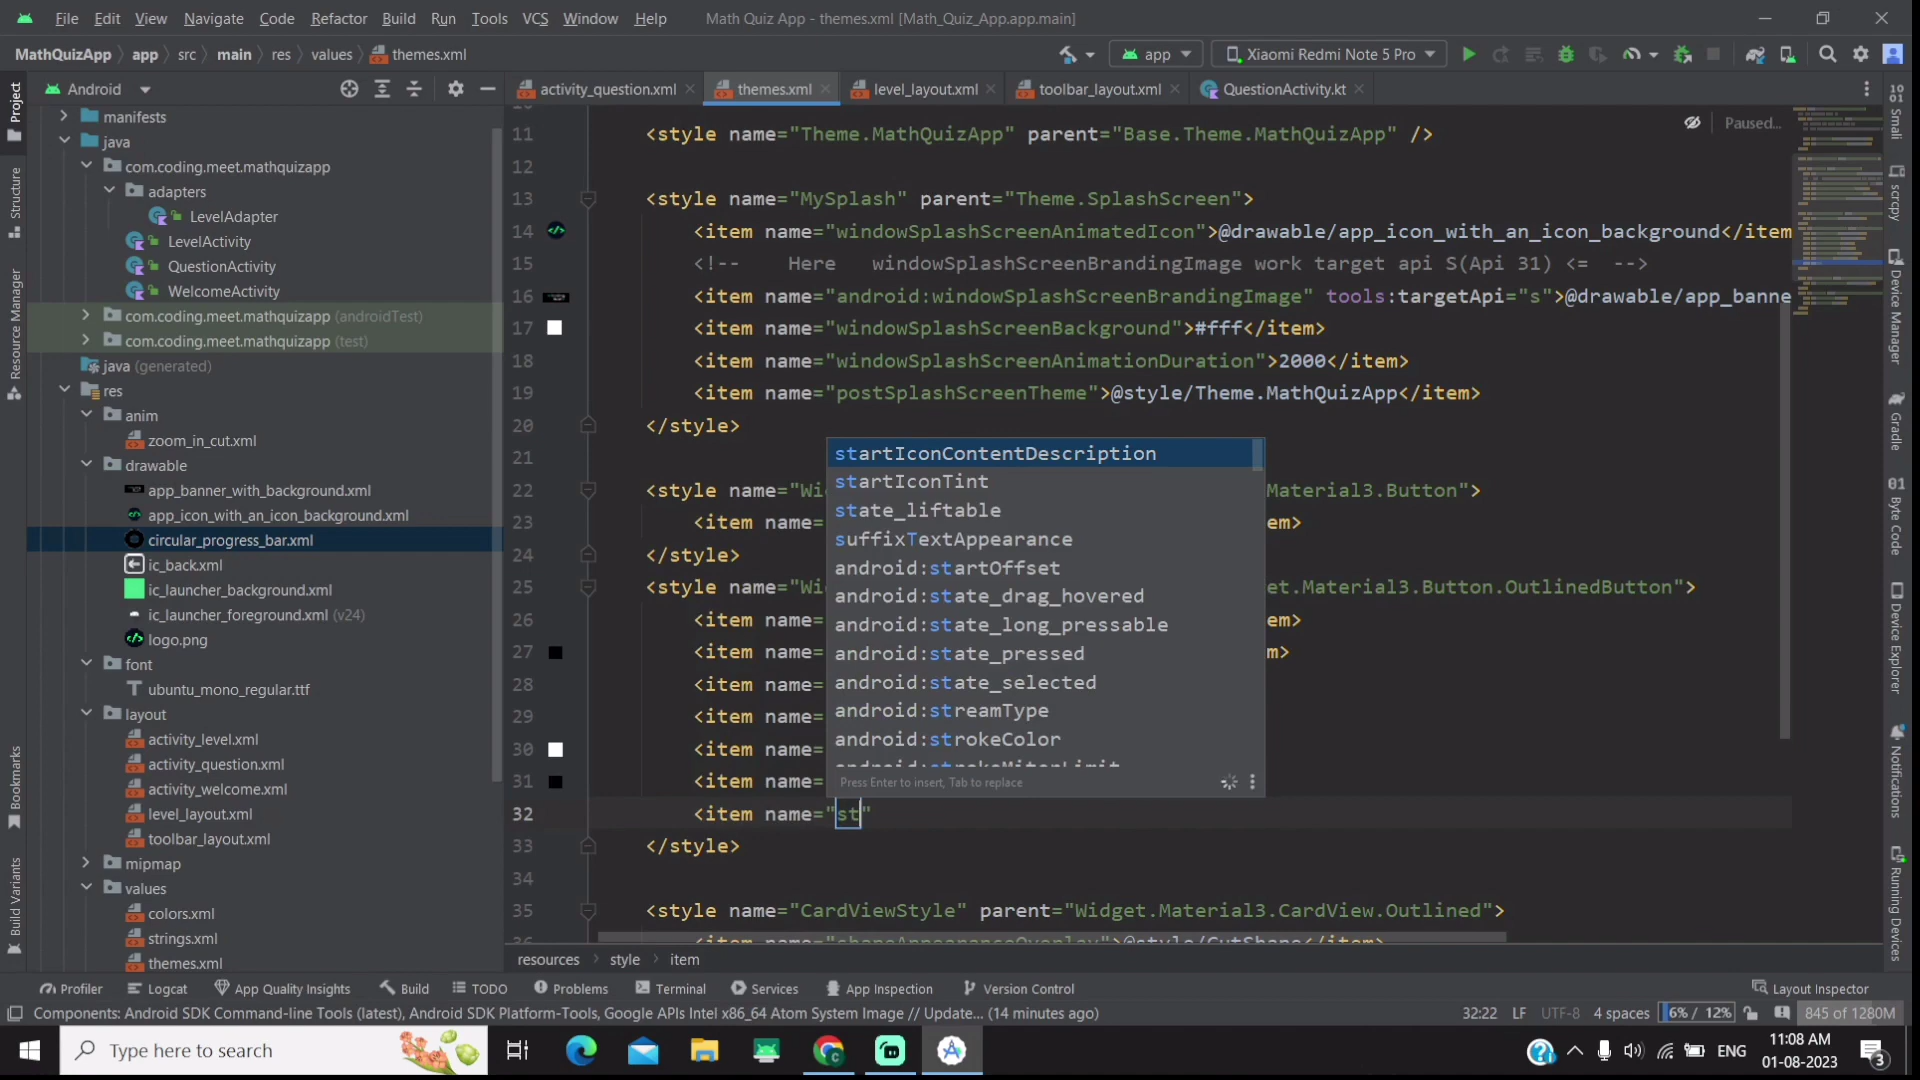 File Edit View Navigate Code Refactor Build Run Tools VCS Window Help Math Quiz App - themes.xml [Math_Quiz_App.app.main]
MathQuizApp app src main res values themes.xml app Xiaomi Redmi Note 5 Pro
Android activity_question.xml themes.xml level_layout.xml toolbar_layout.xml QuestionActivity.kt
Project
Structure
Resource Manager
Bookmarks
Build Variants
manifests
java
com.coding.meet.mathquizapp
adapters
LevelAdapter
LevelActivity
QuestionActivity
WelcomeActivity
com.coding.meet.mathquizapp (androidTest)
com.coding.meet.mathquizapp (test)
java (generated)
res
anim
zoom_in_cut.xml
drawable
app_banner_with_background.xml
app_icon_with_an_icon_background.xml
circular_progress_bar.xml
ic_back.xml
ic_launcher_background.xml
ic_launcher_foreground.xml (v24)
logo.png
font
ubuntu_mono_regular.ttf
layout
activity_level.xml
activity_question.xml
activity_welcome.xml
level_layout.xml
toolbar_layout.xml
mipmap
values
colors.xml
strings.xml
themes.xml
Paused...
11 <style name="Theme.MathQuizApp" parent="Base.Theme.MathQuizApp" />
12
13 <style name="MySplash" parent="Theme.SplashScreen">
14 <item name="windowSplashScreenAnimatedIcon">@drawable/app_icon_with_an_icon_background</item
15 <!-- Here windowSplashScreenBrandingImage work target api S(Api 31) <= -->
16 <item name="android:windowSplashScreenBrandingImage" tools:targetApi="s">@drawable/app_banne
17 <item name="windowSplashScreenBackground">#fff</item>
18 <item name="windowSplashScreenAnimationDuration">2000</item>
19 <item name="postSplashScreenTheme">@style/Theme.MathQuizApp</item>
20 </style>
21
22 <style name="Wi Material3.Button">
23 <item name= em>
24 </style>
25 <style name="Wi et.Material3.Button.OutlinedButton">
26 <item name= em>
27 <item name= m>
28 <item name=
29 <item name=
30 <item name=
31 <item name=
32 <item name="st"
33 </style>
34
35 <style name="CardViewStyle" parent="Widget.Material3.CardView.Outlined">
36 <item name="shapeAppearanceOverlay">@style/CutShape</item>
startIconContentDescription
startIconTint
state_liftable
suffixTextAppearance
android:startOffset
android:state_drag_hovered
android:state_long_pressable
android:state_pressed
android:state_selected
android:streamType
android:strokeColor
android:strokeMiterLimit
Press Enter to insert, Tab to replace
resources style item
Smali
scrcpy
Device Manager
Gradle
Byte Code
Device Explorer
Notifications
Running Devices
Profiler Logcat App Quality Insights Build TODO Problems Terminal Services App Inspection Version Control Layout Inspector
Components: Android SDK Command-line Tools (latest), Android SDK Platform-Tools, Google APIs Intel x86_64 Atom System Image // Update... (14 minutes ago) 32:22 LF UTF-8 4 spaces 6% / 12% 845 of 1280M
Type here to search ENG 11:08 AM
01-08-2023 3